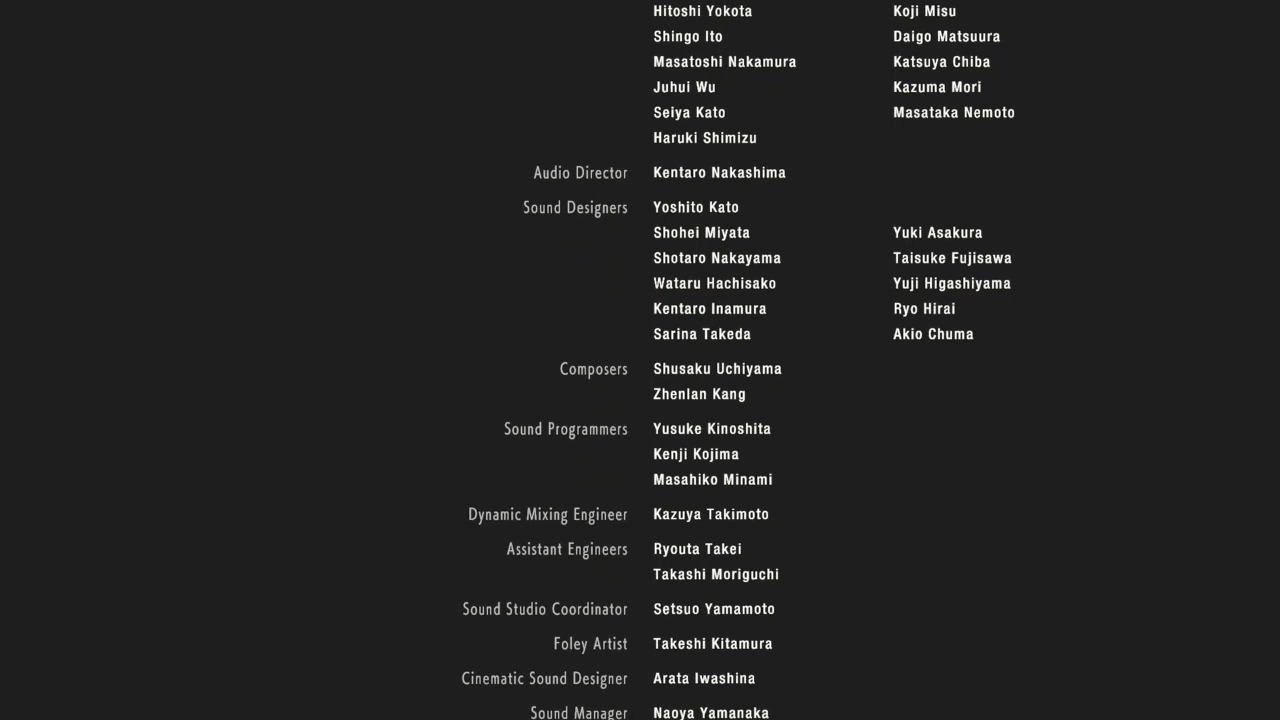 Hitoshi Yokota Koji Misu
Shingo Ito Daigo Matsuura
Masatoshi Nakamura Katsuya Chiba
Juhui Wu Kazuma Mori
Seiya Kato Masataka Nemoto
Haruki Shimizu
Audio Director Kentaro Nakashima
Sound Designers Yoshito Kato
Shohei Miyata Yuki Asakura
Shotaro Nakayama Taisuke Fujisawa
Wataru Hachisako Yuji Higashiyama
Kentaro Inamura Ryo Hirai
Sarina Takeda Akio Chuma
Composers Shusaku Uchiyama
Zhenlan Kang
Sound Programmers Yusuke Kinoshita
Kenji Kojima
Masahiko Minami
Dynamic Mixing Engineer Kazuya Takimoto
Assistant Engineers Ryouta Takei
Takashi Moriguchi
Sound Studio Coordinator Setsuo Yamamoto
Foley Artist Takeshi Kitamura
Cinematic Sound Designer Arata Iwashina
Sound Manager Naoya Yamanaka